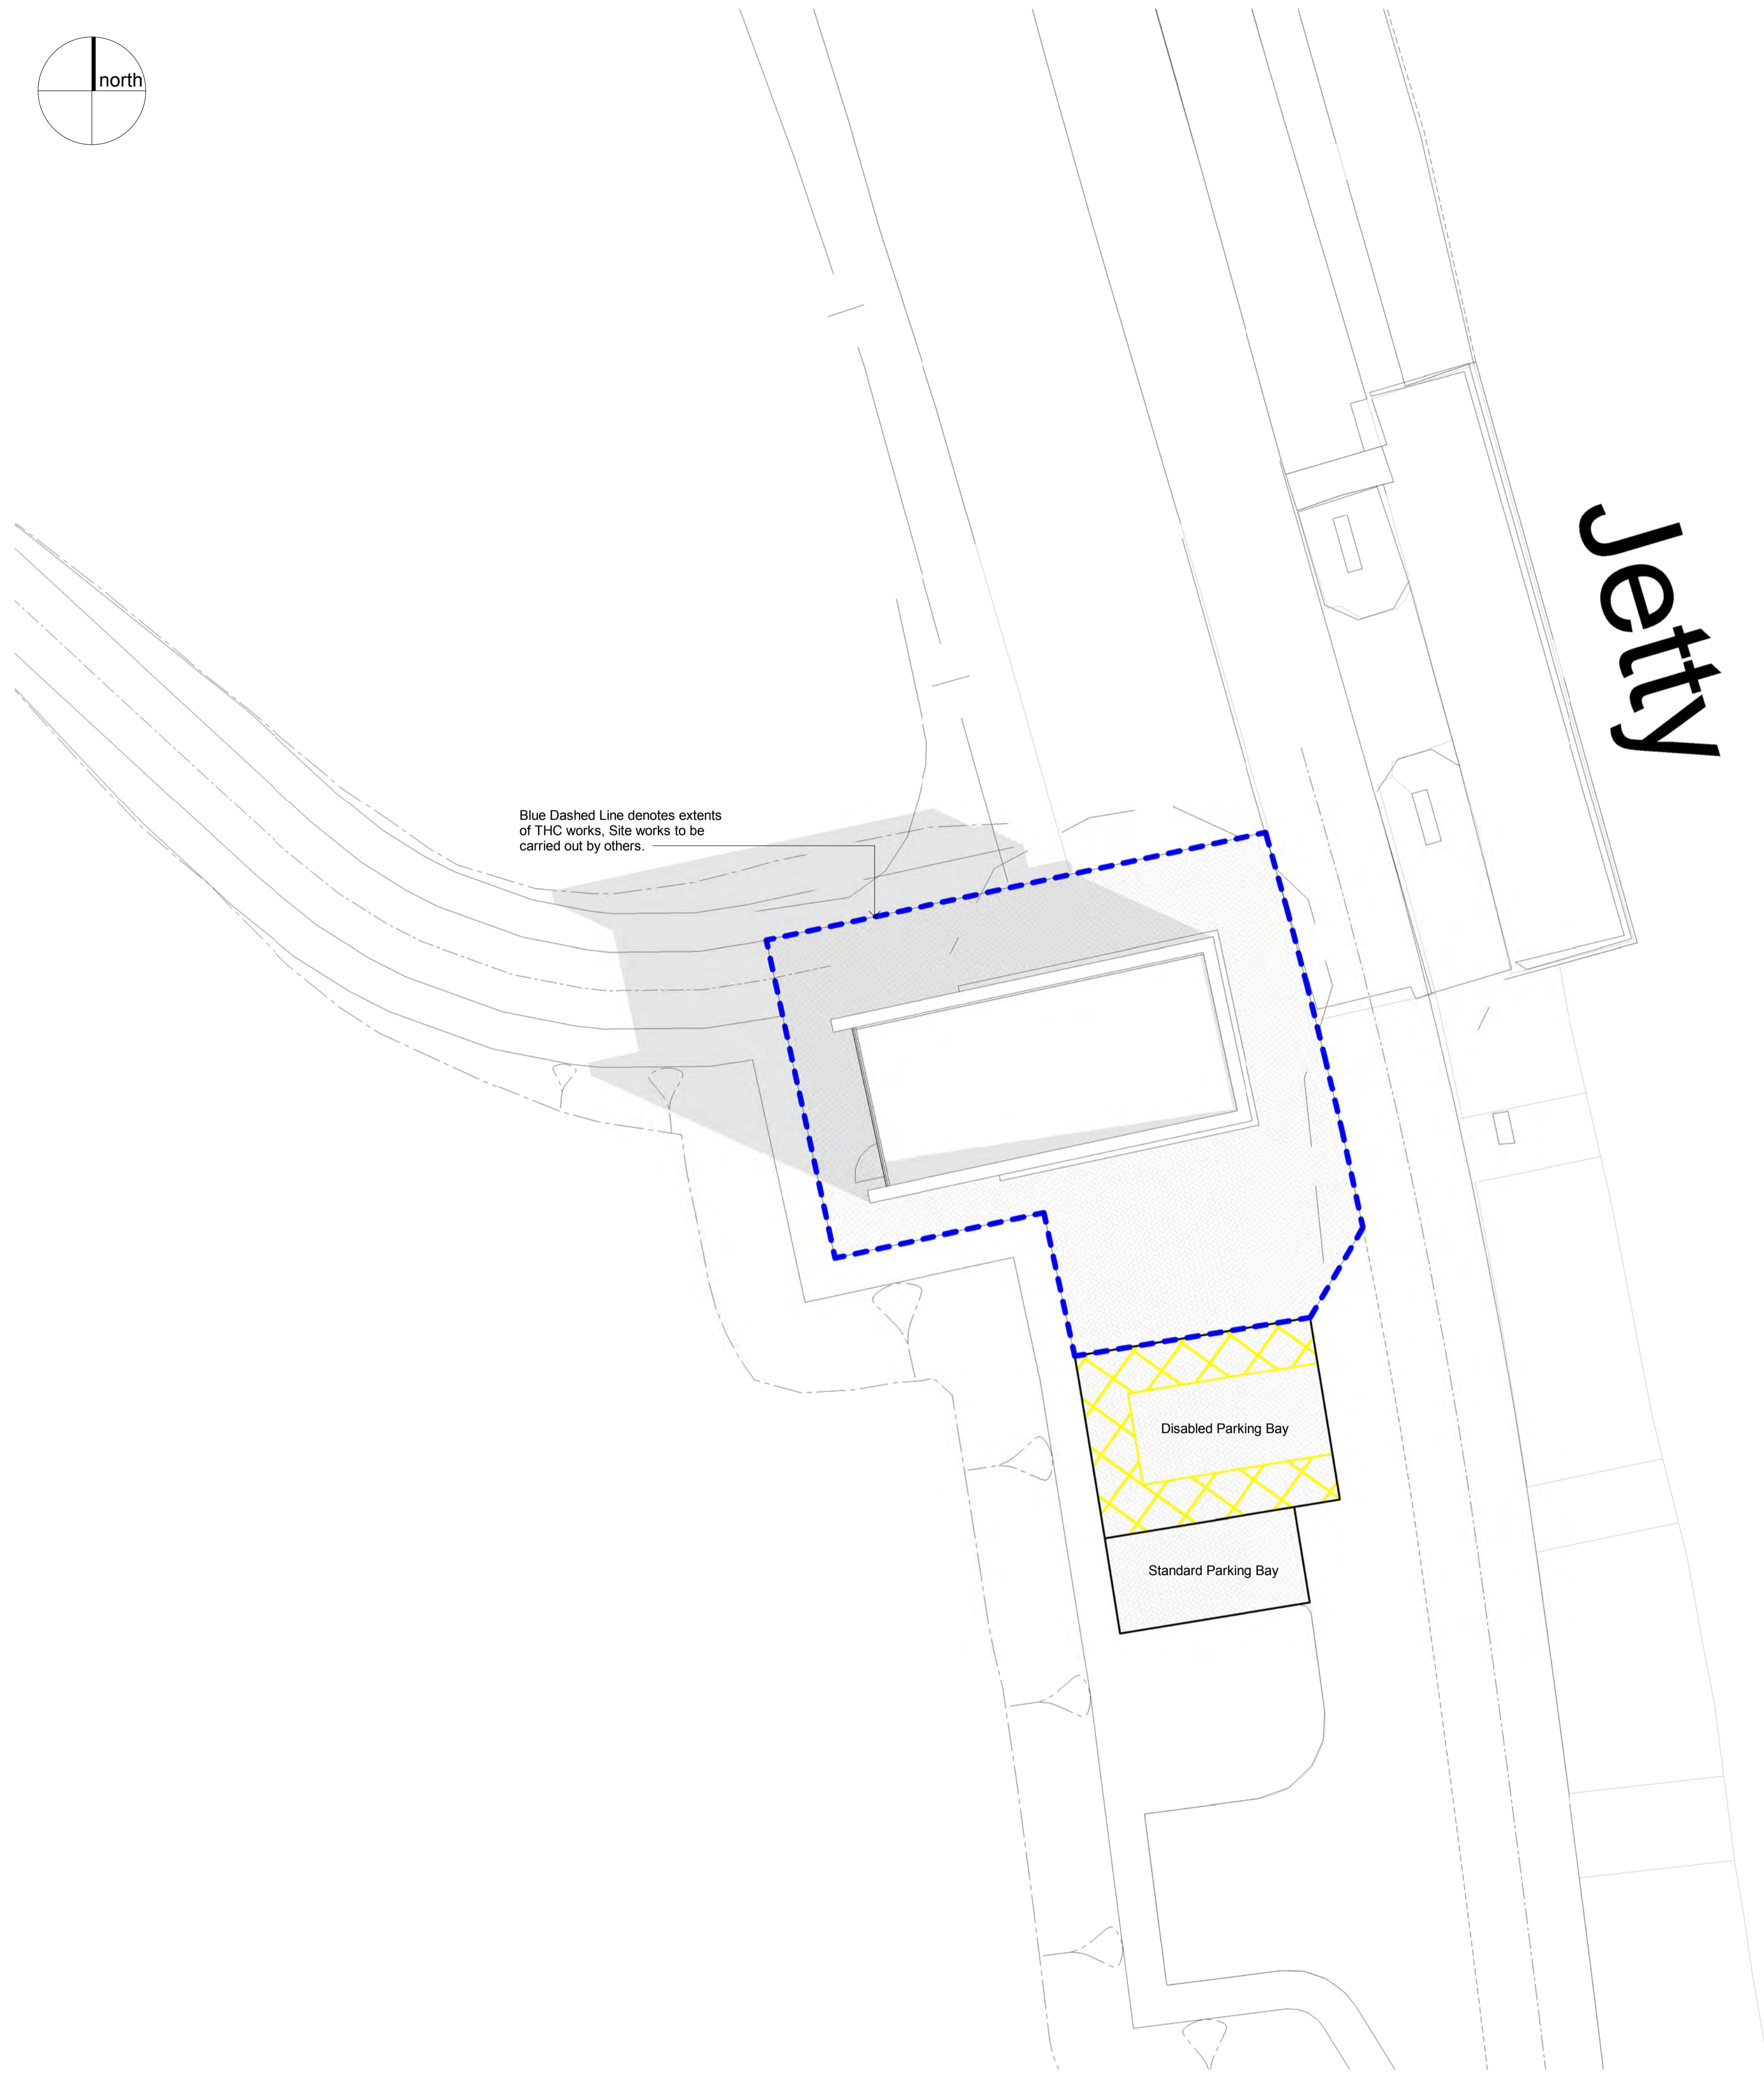 north
Jetty
Blue Dashed Line denotes extents
of THC works, Site works to be
carried out by others.
Disabled Parking Bay
Standard Parking Bay